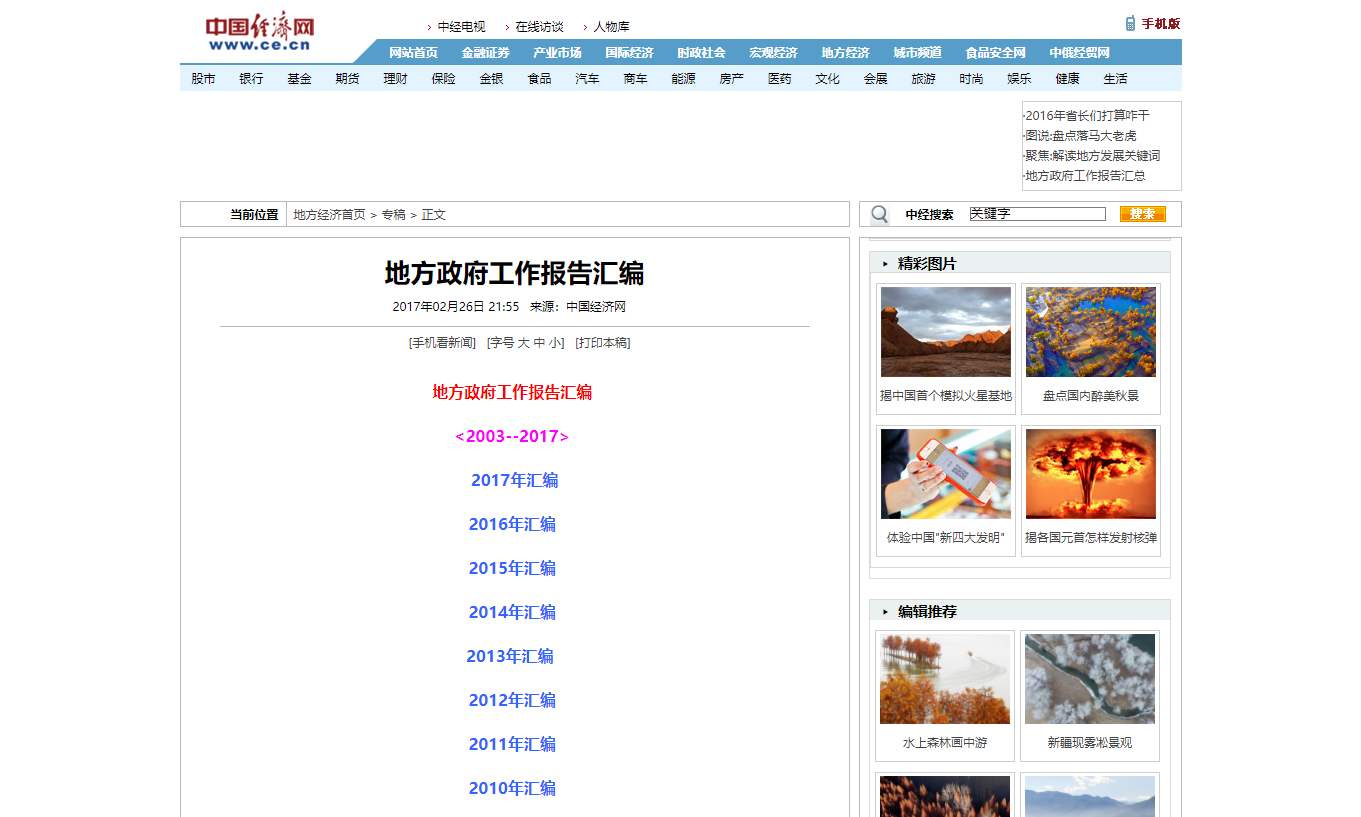 中国经济网
www.ce.cn
中经电视 在线访谈 人物库
手机版
网站首页 金融证券 产业市场 国际经济 时政社会 宏观经济 地方经济 城市频道 食品安全网 中俄经贸网
股市 银行 基金 期货 理财 保险 金银 食品 汽车 商车 能源 房产 医药 文化 会展 旅游 时尚 娱乐 健康 生活
·2016年省长们打算咋干
·图说:盘点落马大老虎
·聚焦:解读地方发展关键词
·地方政府工作报告汇总
当前位置 地方经济首页 > 专稿 > 正文
中经搜索 关键字 搜索
地方政府工作报告汇编
2017年02月26日 21:55 来源：中国经济网
[手机看新闻] [字号 大 中 小] [打印本稿]
地方政府工作报告汇编
<2003--2017>
2017年汇编
2016年汇编
2015年汇编
2014年汇编
2013年汇编
2012年汇编
2011年汇编
2010年汇编
精彩图片
揭中国首个模拟火星基地 盘点国内醉美秋景
体验中国"新四大发明" 揭各国元首怎样发射核弹
编辑推荐
水上森林画中游 新疆现雾凇景观